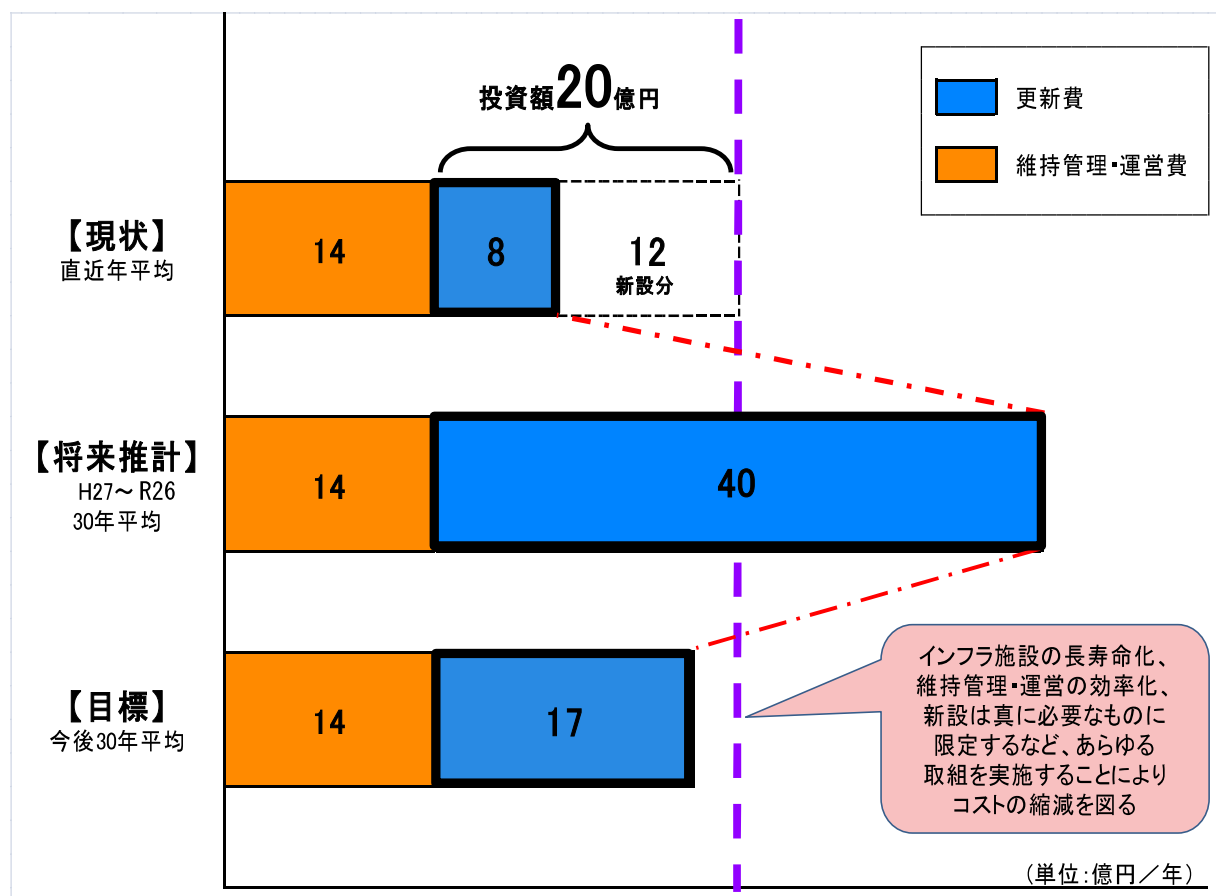 投資額20億円
更新費
維持管理・運営費
【現状】
直近年平均
14
8
12
新設分
【将来推計】
H27～R26
30年平均
14
40
【目標】
今後30年平均
14
17
インフラ施設の長寿命化、
維持管理・運営の効率化、
新設は真に必要なものに
限定するなど、あらゆる
取組を実施することにより
コストの縮減を図る
（単位：億円／年）